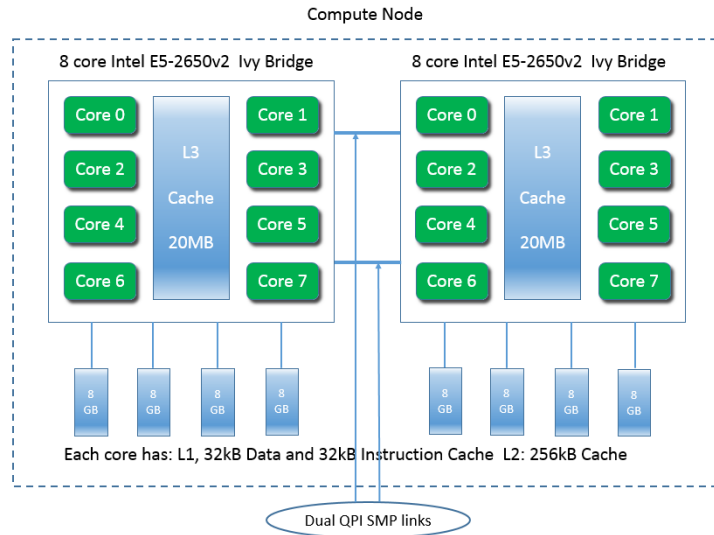 Compute Node
8 core Intel E5-2650v2 Ivy Bridge
8 core Intel E5-2650v2 Ivy Bridge
Core 0
Core 1
Core 2
Core 3
Core 4
Core 5
Core 6
Core 7
L3
Cache
20MB
Core 0
Core 1
Core 2
Core 3
Core 4
Core 5
Core 6
Core 7
L3
Cache
20MB
8
GB
8
GB
8
GB
8
GB
8
GB
8
GB
8
GB
8
GB
Each core has: L1, 32kB Data and 32kB Instruction Cache L2: 256kB Cache
Dual QPI SMP links